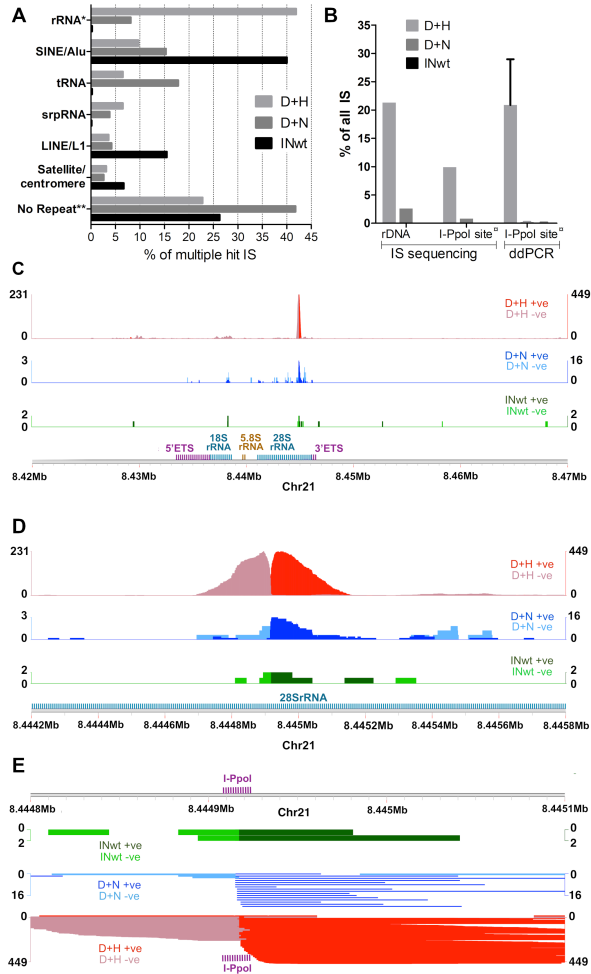 A
rRNA*
SINE/Alu
tRNA
srpRNA
LINE/L1
Satellite/
centromere
No Repeat**
D+H
D+N
INwt
0 5 10 15 20 25 30 35 40 45
% of multiple hit IS
B
D+H
D+N
INwt
% of all IS
35
30
25
20
15
10
5
0
rDNA I-PpoI site¤ I-PpoI site¤
IS sequencing ddPCR
C
231 449
D+H +ve
D+H -ve
0 0
3 16
D+N +ve
D+N -ve
0 0
2 2
INwt +ve
INwt -ve
0 0
5'ETS 18S rRNA 5.8S rRNA 28S rRNA 3'ETS
8.42Mb 8.43Mb 8.44Mb 8.45Mb 8.46Mb 8.47Mb
Chr21
D
231 449
D+H +ve
D+H -ve
0 0
3 16
D+N +ve
D+N -ve
0 0
2 2
INwt +ve
INwt -ve
0 0
28SrRNA
8.4442Mb 8.4444Mb 8.4446Mb 8.4448Mb 8.445Mb 8.4452Mb 8.4454Mb 8.4456Mb 8.4458Mb
Chr21
E
I-PpoI
8.4448Mb 8.4449Mb Chr21 8.445Mb 8.4451Mb
0 0
2 2
INwt +ve
INwt -ve
0 0
D+N +ve
D+N -ve
16 16
0 0
D+H +ve
D+H -ve
I-PpoI
449 449